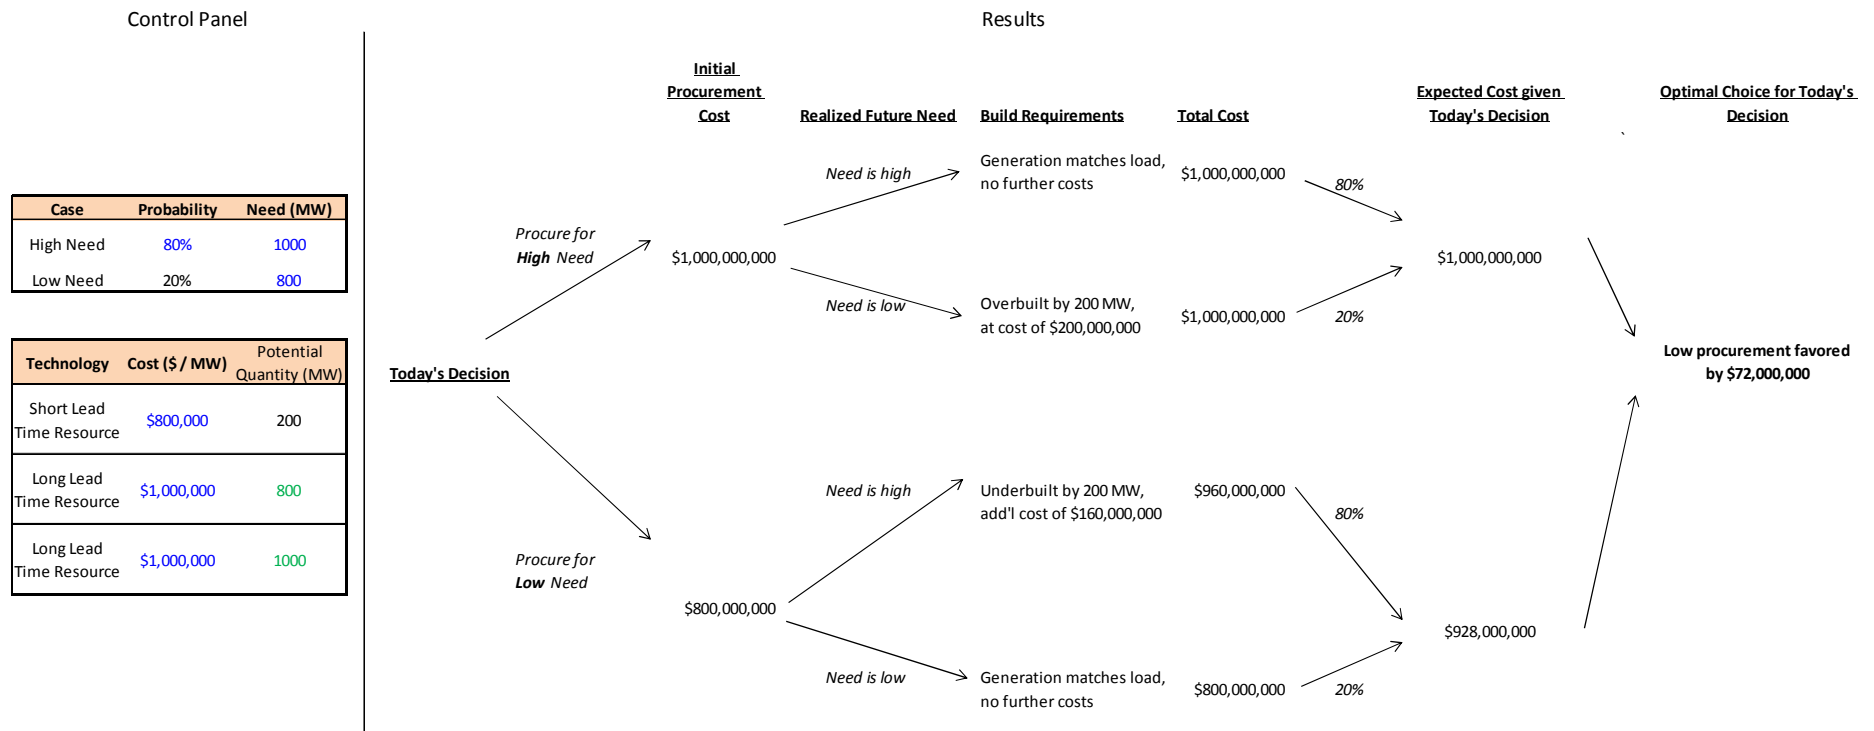 Control Panel
Results
Case Probability Need (MW)
High Need 80% 1000
Low Need 20% 800
Technology Cost ($ / MW) Potential
Quantity (MW)
Short Lead
Time Resource $800,000 200
Long Lead
Time Resource $1,000,000 800
Long Lead
Time Resource $1,000,000 1000
Today's Decision
Procure for
High Need
Procure for
Low Need
Initial
Procurement
Cost
$1,000,000,000
$800,000,000
Realized Future Need
Need is high
Need is low
Need is high
Need is low
Build Requirements
Generation matches load,
no further costs
Overbuilt by 200 MW,
at cost of $200,000,000
Underbuilt by 200 MW,
add'l cost of $160,000,000
Generation matches load,
no further costs
Total Cost
$1,000,000,000
$1,000,000,000
$960,000,000
$800,000,000
80%
20%
80%
20%
Expected Cost given
Today's Decision
$1,000,000,000
$928,000,000
`
Optimal Choice for Today's
Decision
Low procurement favored
by $72,000,000